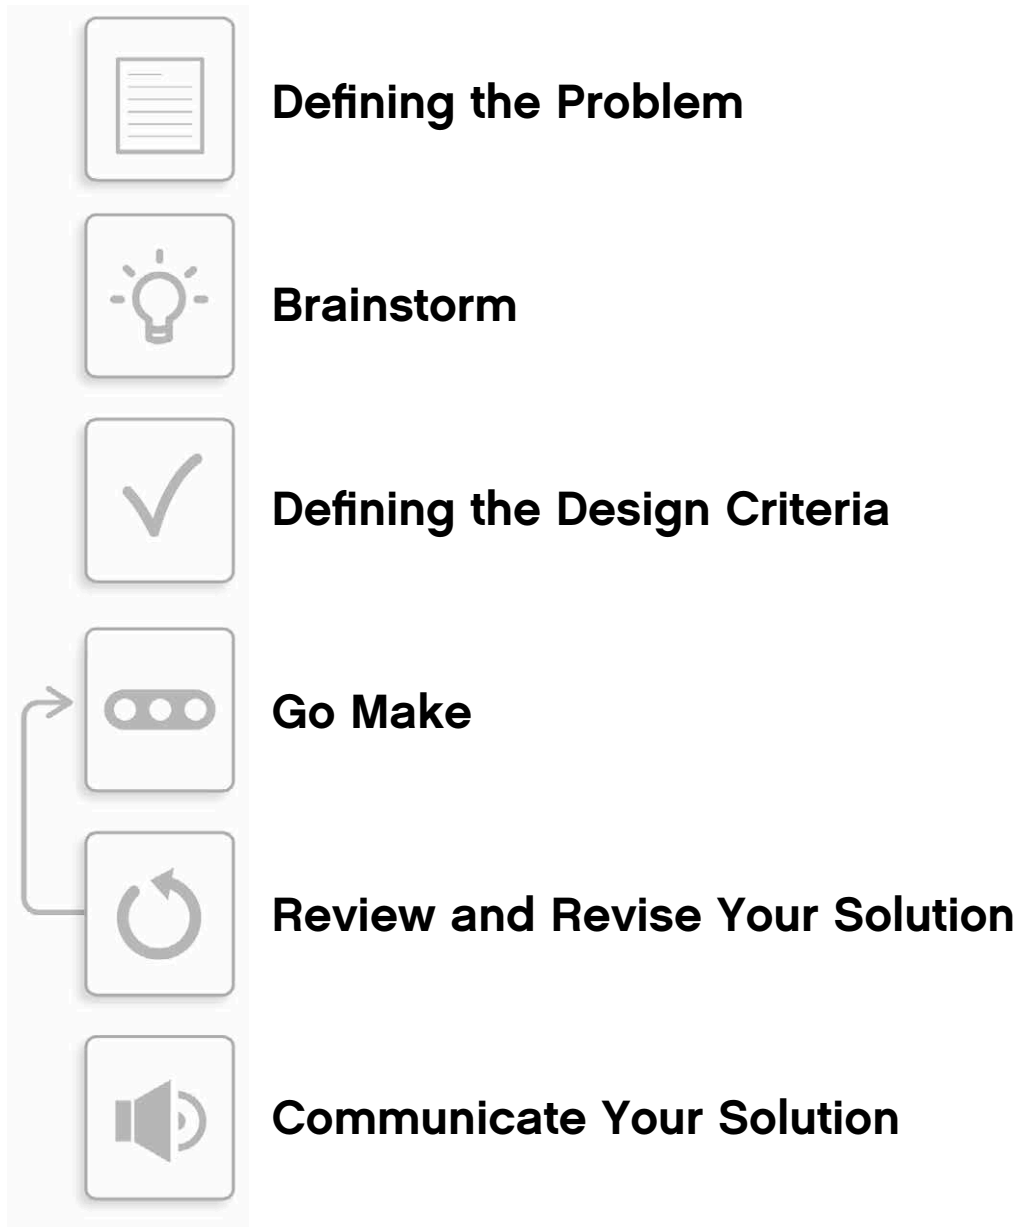 Defining the Problem
Brainstorm
Defining the Design Criteria
Go Make
Review and Revise Your Solution
Communicate Your Solution